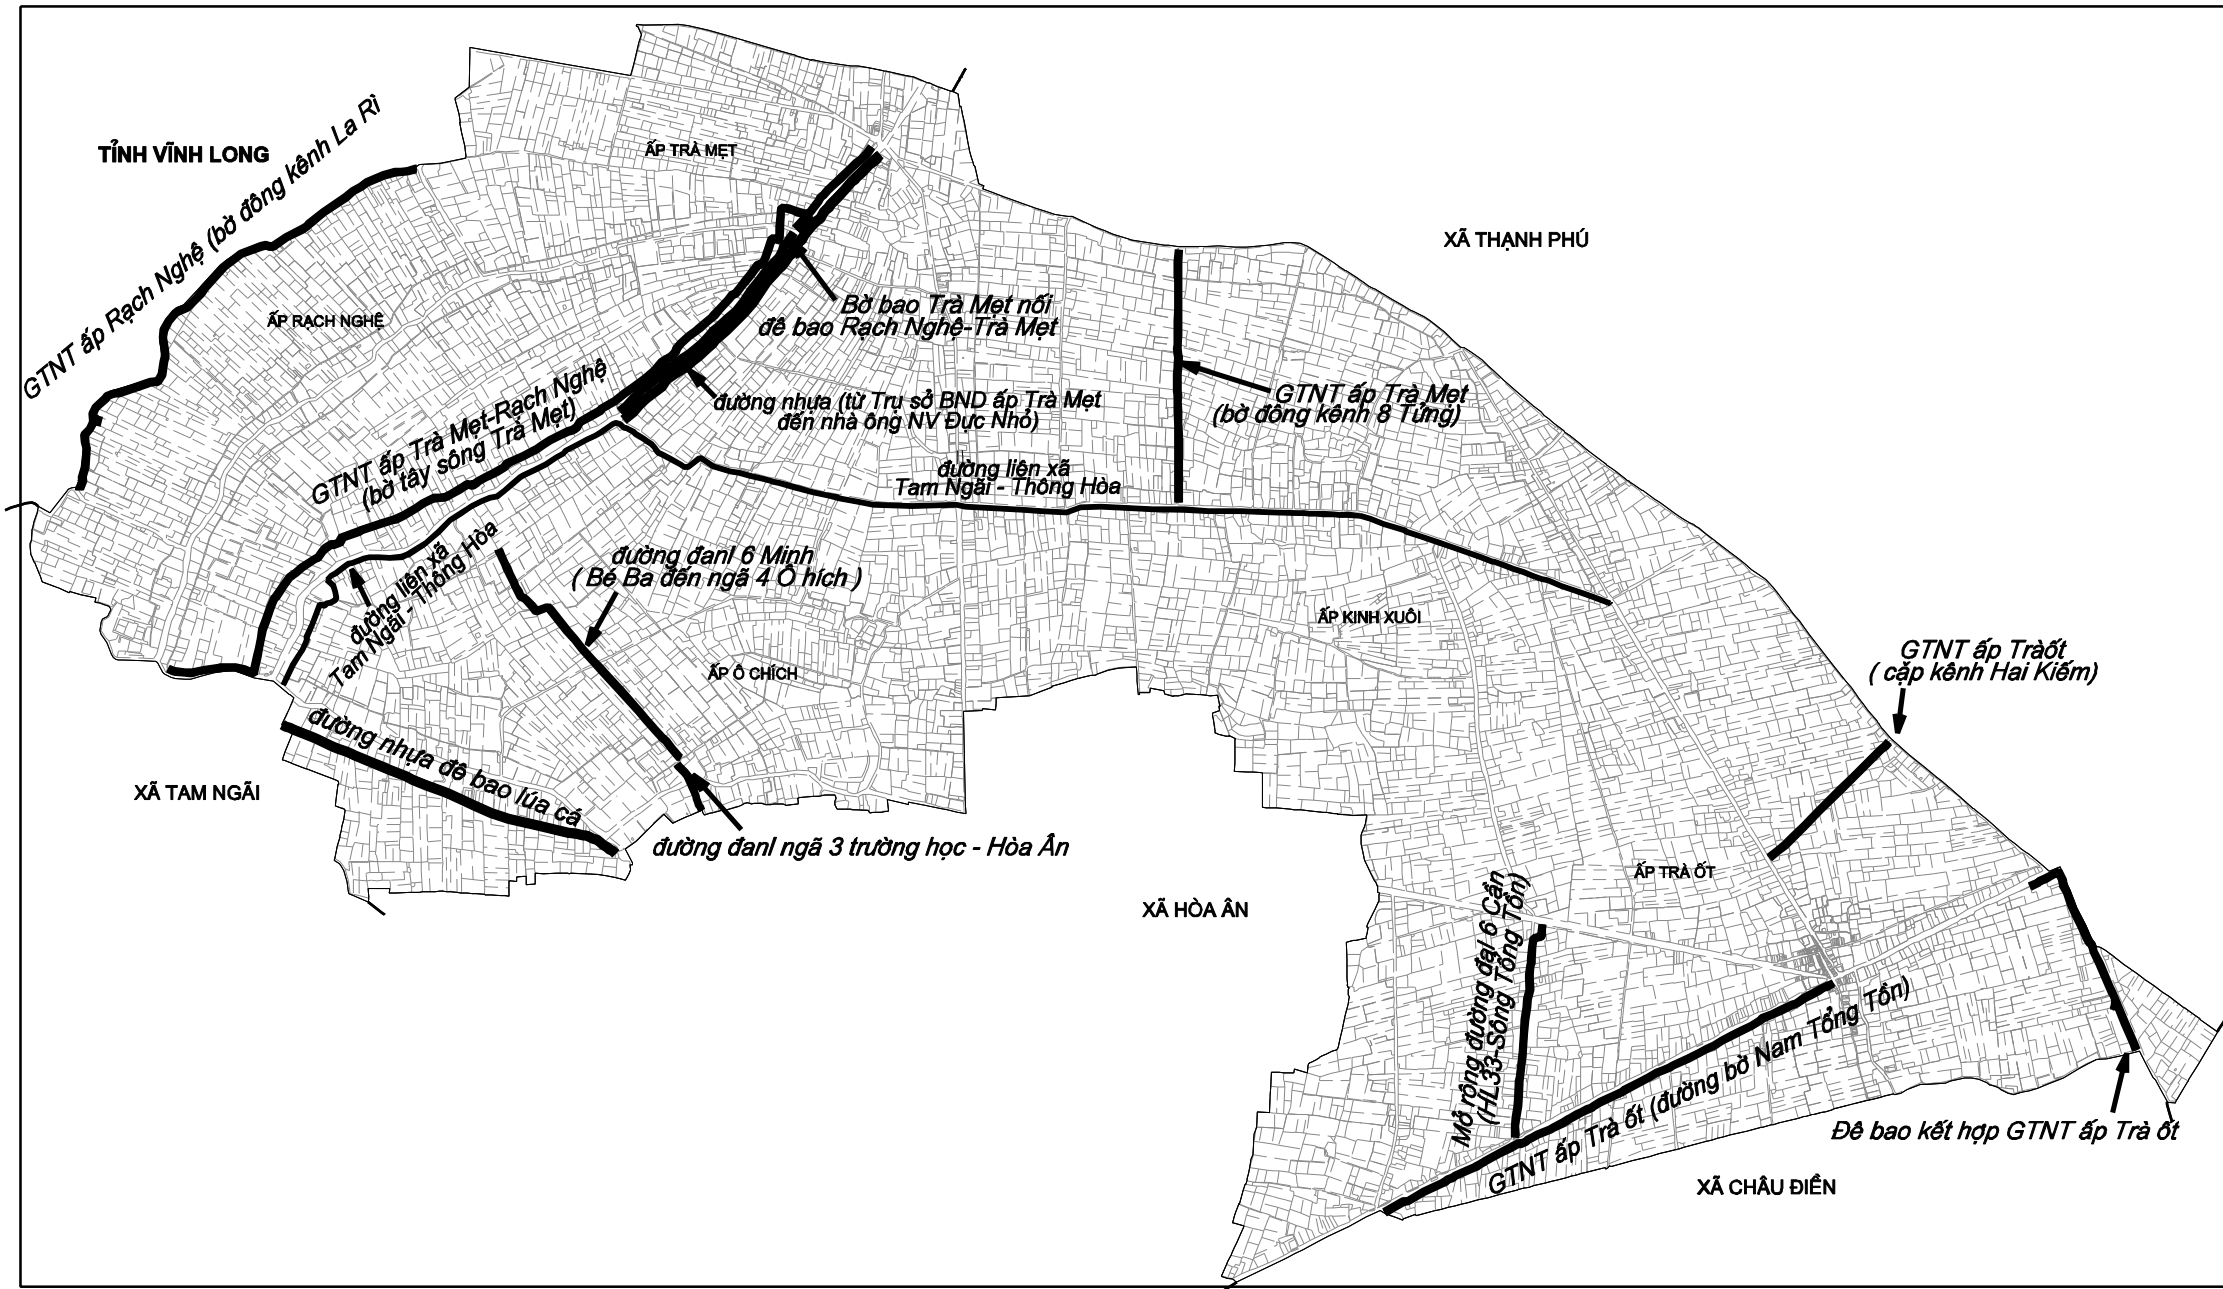 TỈNH VĨNH LONG
GTNT ấp Rạch Nghệ (bờ đông kênh La Rì
ẤP TRÀ MẸT
XÃ THẠNH PHÚ
ẤP RẠCH NGHỆ
Bờ bao Trà Mẹt nối
đê bao Rạch Nghệ-Trà Mẹt
GTNT ấp Trà Mẹt-Rạch Nghệ
(bờ tây sông Trà Mẹt)
đường nhựa (từ Trụ sở BND ấp Trà Mẹt
đến nhà ông NV Đực Nhỏ)
GTNT ấp Trà Mẹt
(bờ đông kênh 8 Tửng)
đường liên xã
Tam Ngãi - Thông Hòa
đường liên xã
Tam Ngãi - Thông Hòa
đường đanl 6 Minh
( Bé Ba đến ngã 4 Ô hích )
ẤP KINH XUÔI
ẤP Ô CHÍCH
GTNT ấp Tràốt
( cặp kênh Hai Kiếm)
đường nhựa đê bao lúa cá
XÃ TAM NGÃI
đường đanl ngã 3 trường học - Hòa Ân
ẤP TRÀ ỐT
XÃ HÒA ÂN
Mở rộng đường đal 6 Cần
(HL33-Sông Tổng Tồn)
GTNT ấp Trà ốt (đường bờ Nam Tổng Tồn)
Đê bao kết hợp GTNT ấp Trà ốt
XÃ CHÂU ĐIỀN